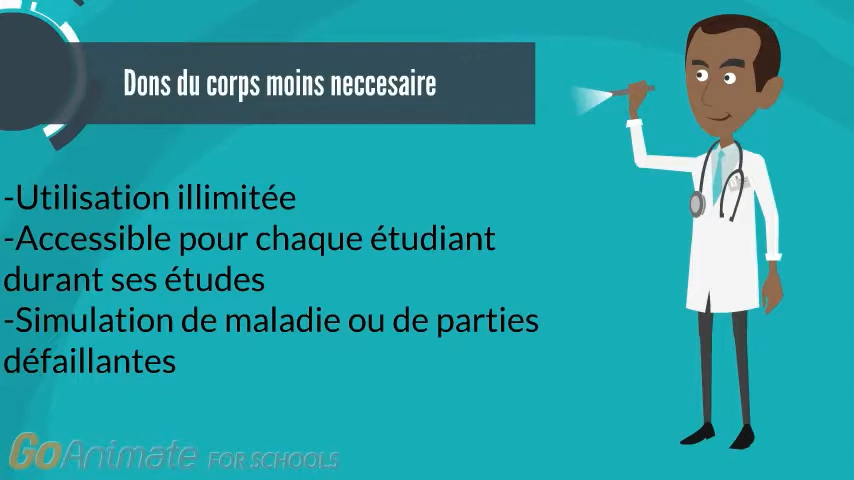 Dons du corps moins neccesaire
-Utilisation illimitée
-Accessible pour chaque étudiant
durant ses études
-Simulation de maladie ou de parties
défaillantes
GoAnimate FOR SCHOOLS